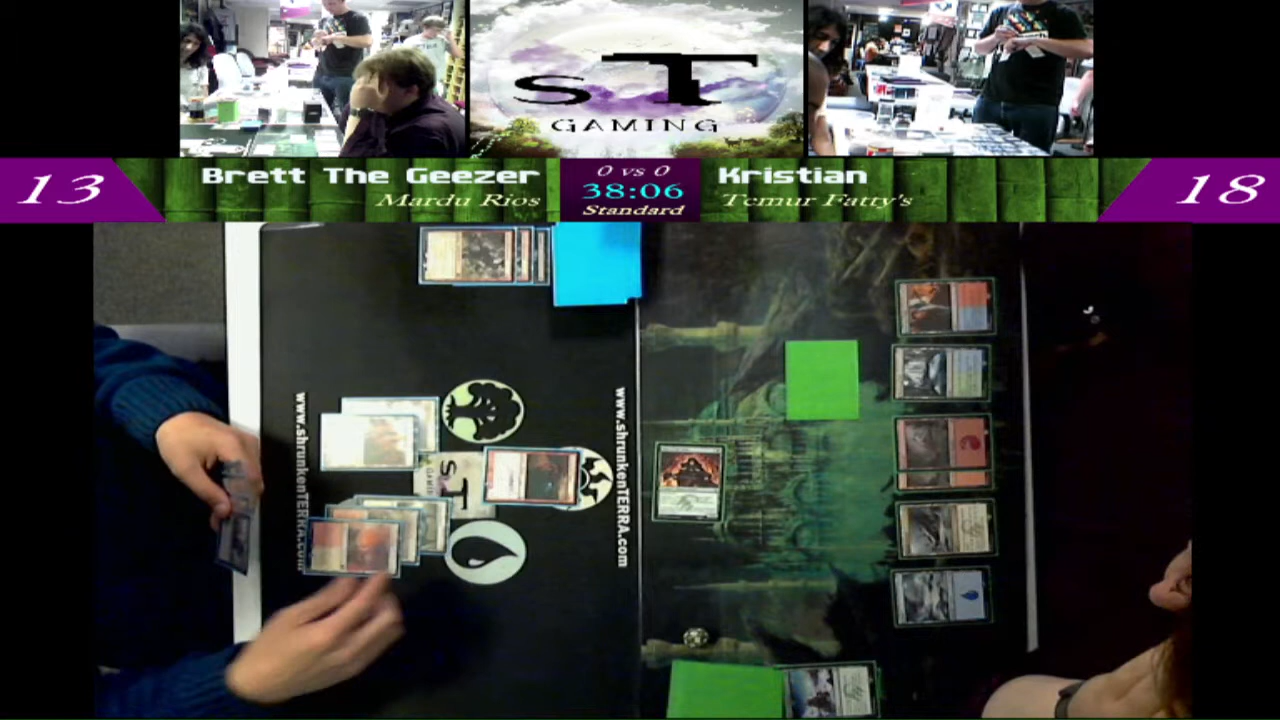 sT
GAMING
13
Brett The Geezer
Mardu Rios
0 vs 0
38:06
Standard
Kristian
Temur Fatty's
18
www.shrunkenTERRA.com
www.shrunkenTERRA.com
sT